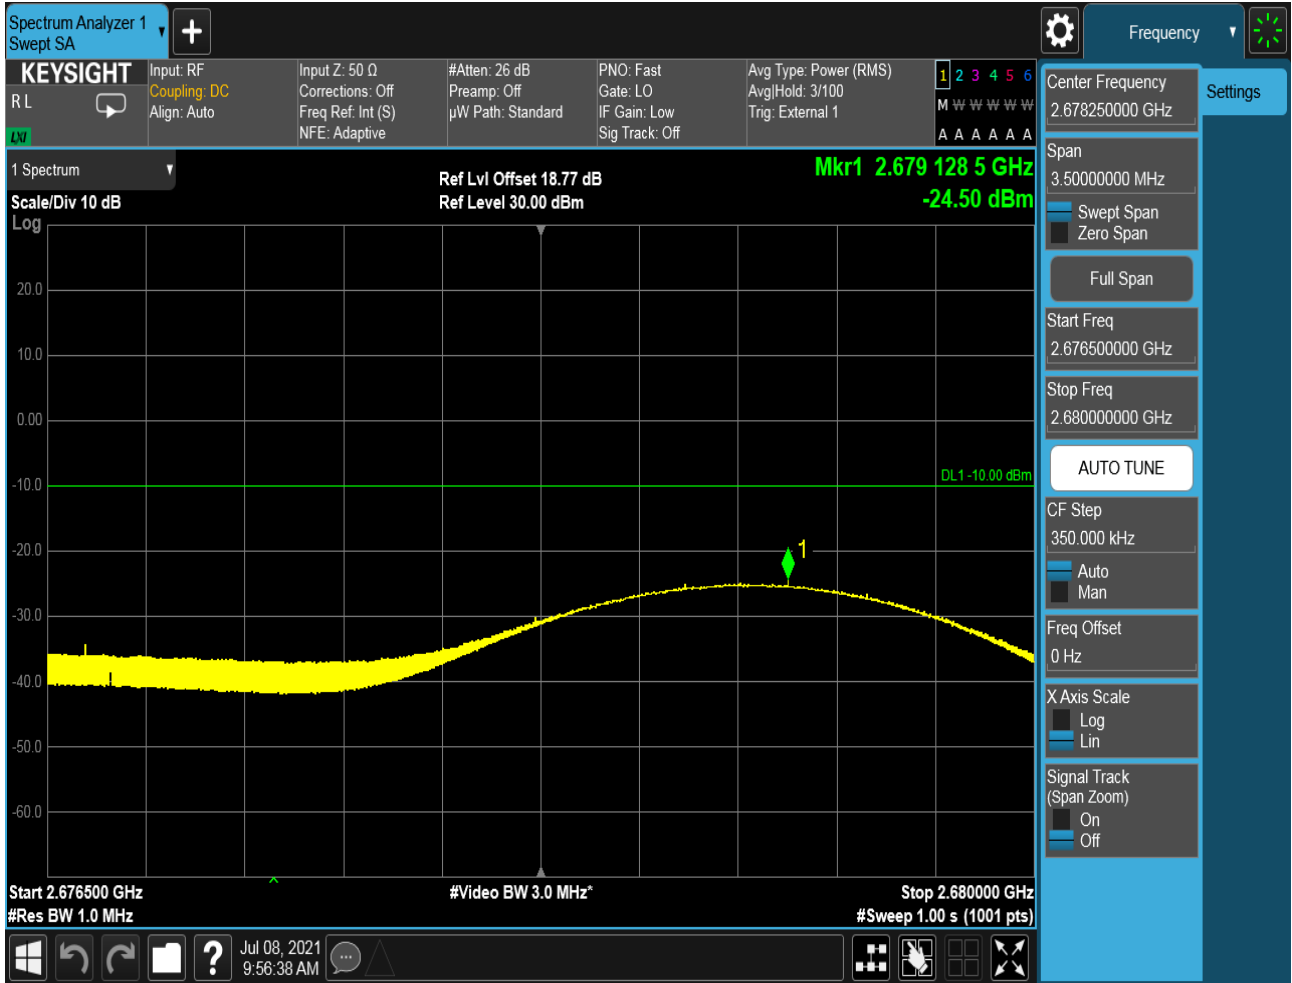 Spectrum Analyzer 1
Swept SA
Frequency
KEYSIGHT
R L
LXI
Input: RF
Coupling: DC
Align: Auto
Input Z: 50 Ω
Corrections: Off
Freq Ref: Int (S)
NFE: Adaptive
#Atten: 26 dB
Preamp: Off
µW Path: Standard
PNO: Fast
Gate: LO
IF Gain: Low
Sig Track: Off
Avg Type: Power (RMS)
Avg|Hold: 3/100
Trig: External 1
1 2 3 4 5 6
M W W W W W
A A A A A A
1 Spectrum
Scale/Div 10 dB
Log
Ref Lvl Offset 18.77 dB
Ref Level 30.00 dBm
Mkr1 2.679 128 5 GHz
-24.50 dBm
20.0
10.0
0.00
-10.0
-20.0
-30.0
-40.0
-50.0
-60.0
DL1 -10.00 dBm
1
Start 2.676500 GHz
#Res BW 1.0 MHz
#Video BW 3.0 MHz*
Stop 2.680000 GHz
#Sweep 1.00 s (1001 pts)
Center Frequency
2.678250000 GHz
Span
3.50000000 MHz
Swept Span
Zero Span
Full Span
Start Freq
2.676500000 GHz
Stop Freq
2.680000000 GHz
AUTO TUNE
CF Step
350.000 kHz
Auto
Man
Freq Offset
0 Hz
X Axis Scale
Log
Lin
Signal Track
(Span Zoom)
On
Off
Settings
?
Jul 08, 2021
9:56:38 AM